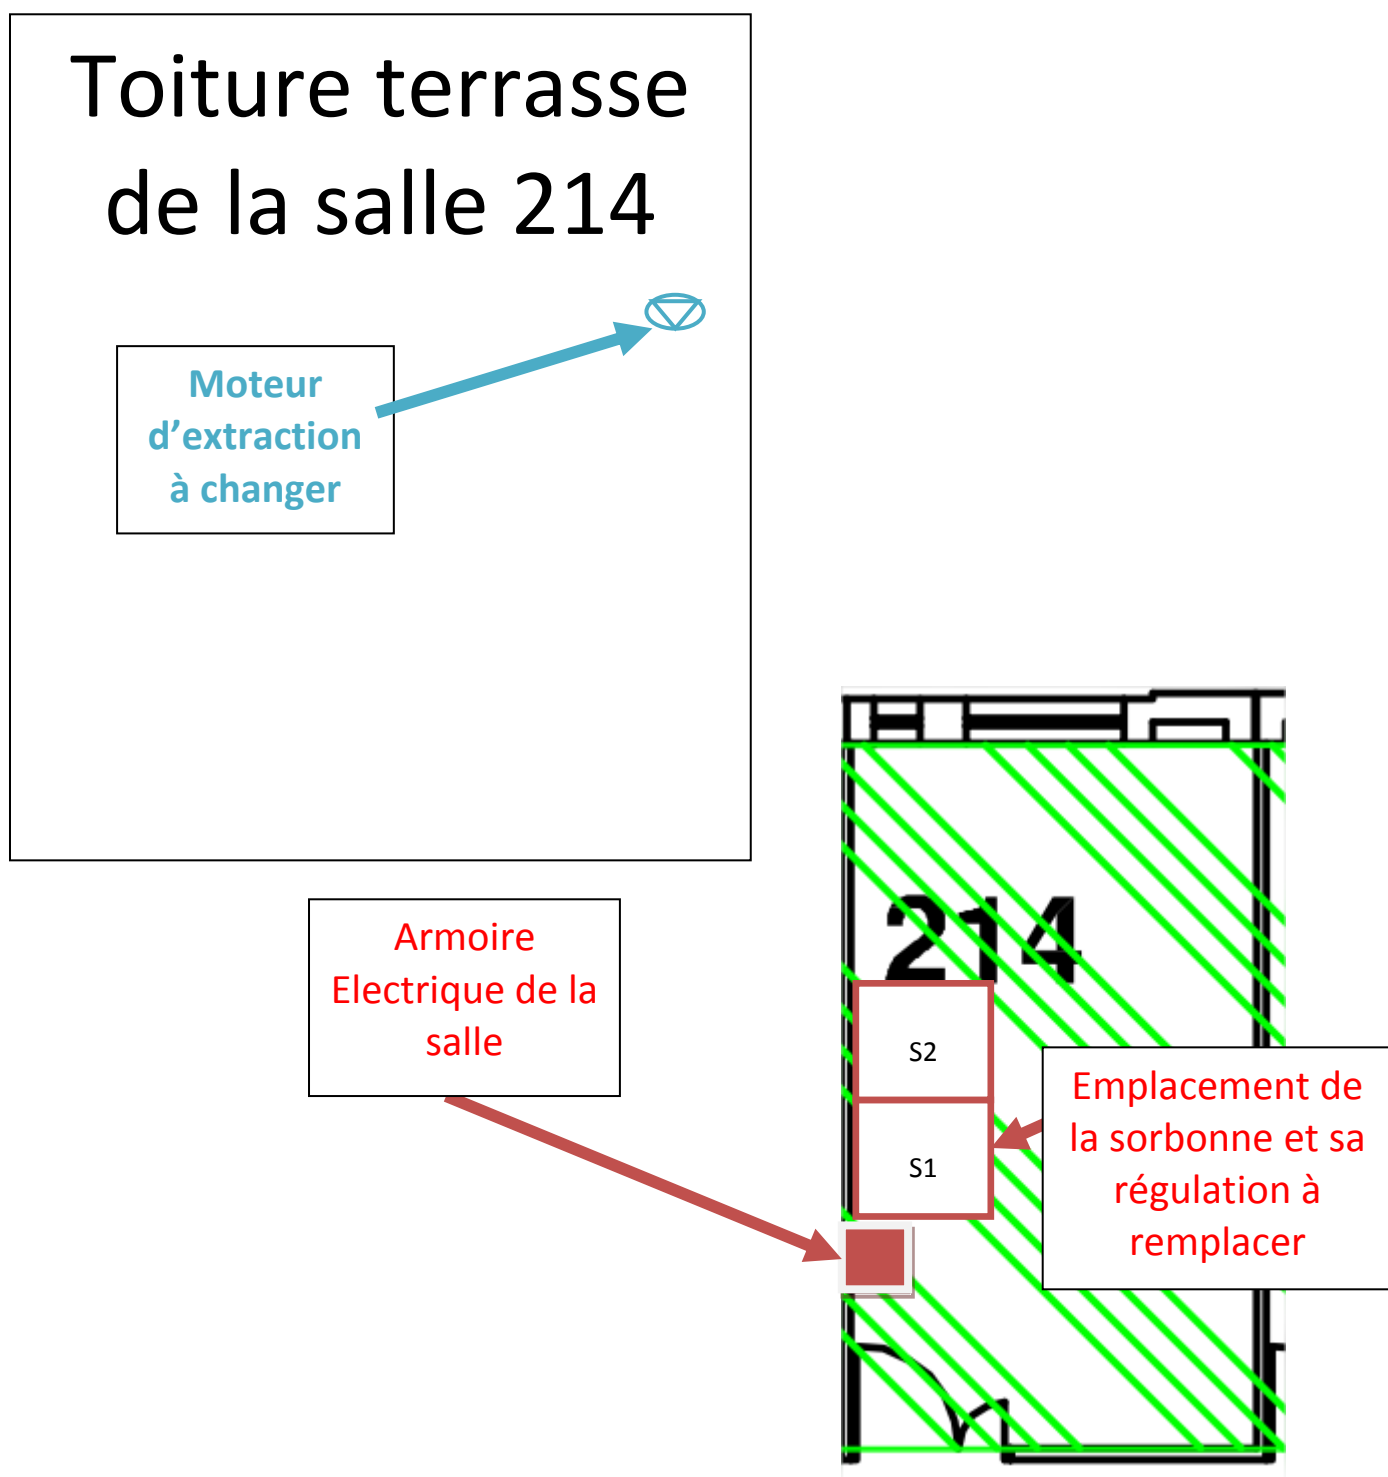 Toiture terrasse
de la salle 214
Moteur
d’extraction
à changer
Armoire
Electrique de la
salle
214
S2
S1
Emplacement de
la sorbonne et sa
régulation à
remplacer